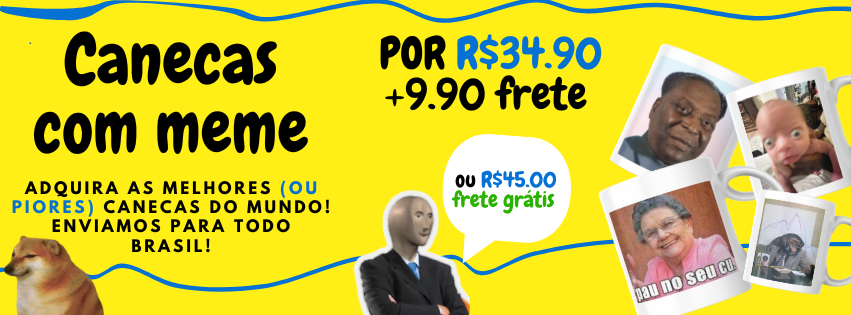 Canecas
com meme
ADQUIRA AS MELHORES (OU
PIORES) CANECAS DO MUNDO!
ENVIAMOS PARA TODO
BRASIL!
POR R$34.90
+9.90 frete
OU R$45.00
frete grátis
pau no seu cu.